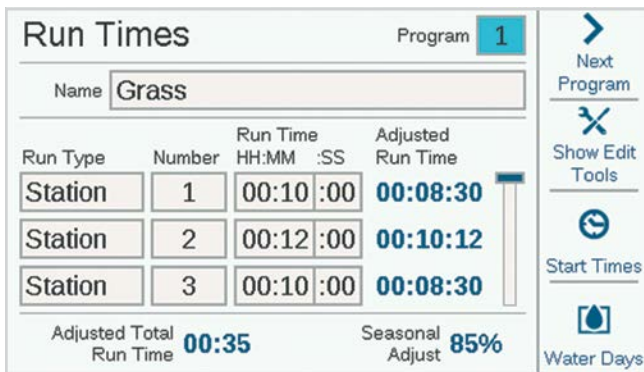 Run Times
Program 1
Name Grass
Run Type Number Run Time HH:MM :SS Adjusted Run Time
Station 1 00:10 :00 00:08:30
Station 2 00:12 :00 00:10:12
Station 3 00:10 :00 00:08:30
Adjusted Total Run Time 00:35
Seasonal Adjust 85%
Next
Program
Show Edit
Tools
Start Times
Water Days